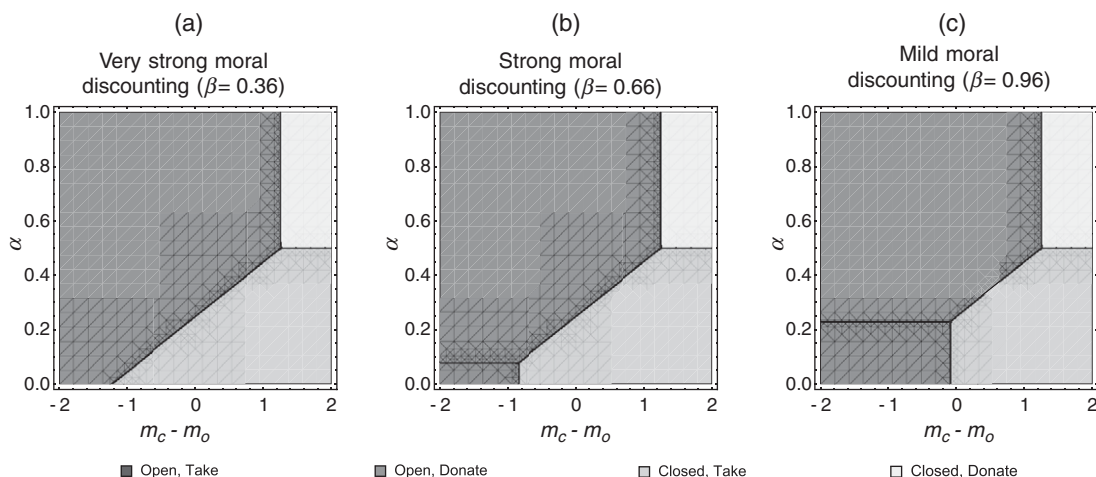 (a)
Very strong moral
discounting (β= 0.36)
1.0
0.8
0.6
α
0.4
0.2
0.0
-2 -1 0 1 2
m_c - m_o
(b)
Strong moral
discounting (β= 0.66)
1.0
0.8
0.6
α
0.4
0.2
0.0
-2 -1 0 1 2
m_c - m_o
(c)
Mild moral
discounting (β= 0.96)
1.0
0.8
0.6
α
0.4
0.2
0.0
-2 -1 0 1 2
m_c - m_o
Open, Take Open, Donate Closed, Take Closed, Donate